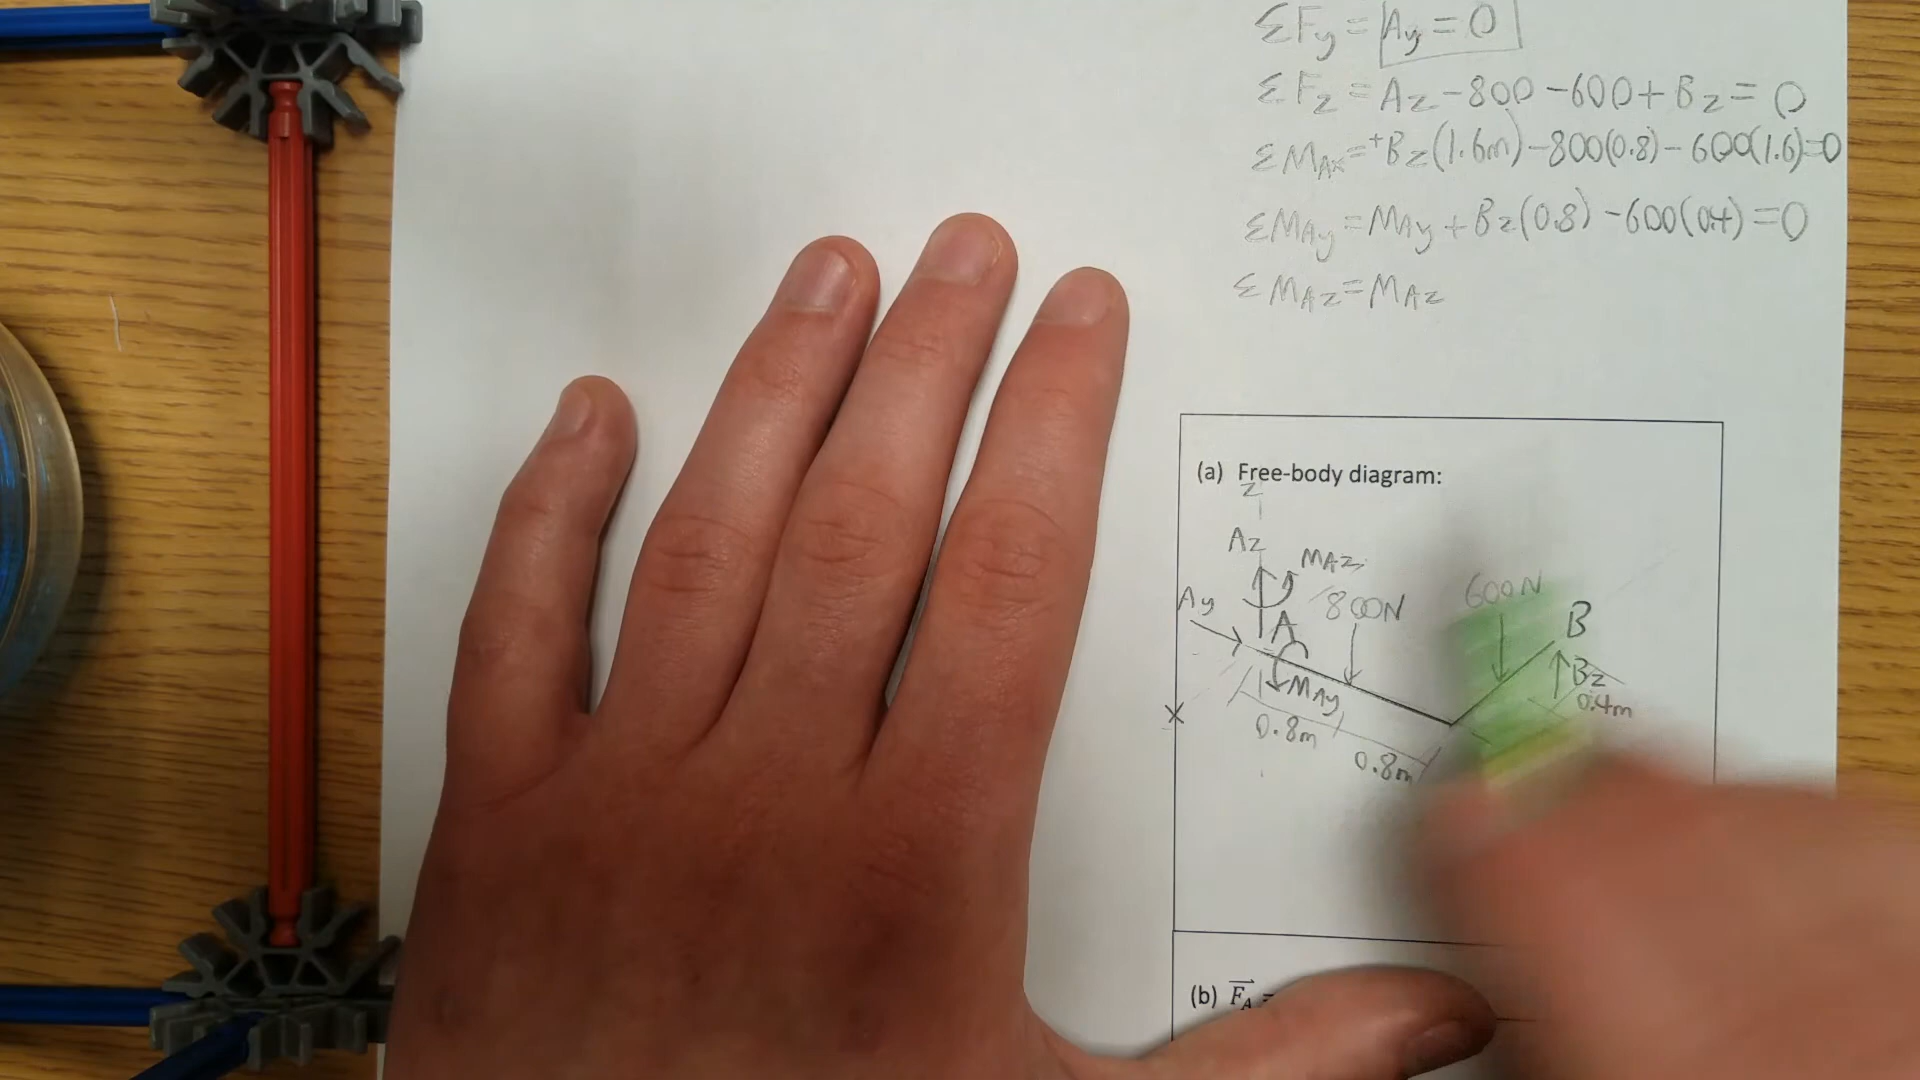 ΣFy = Ay = 0
ΣFz = Az -800 -600 + Bz = 0
ΣMAx = +Bz(1.6m) -800(0.8) - 600(1.6)=0
ΣMAy = MAy + Bz(0.8) -600(0.4) = 0
ΣMAz = MAz
(a) Free-body diagram:
z
Az
MAz
Ay
800N
600N
A
B
Bz
MAy
0.4m
x
0.8m
0.8m
(b) FA =